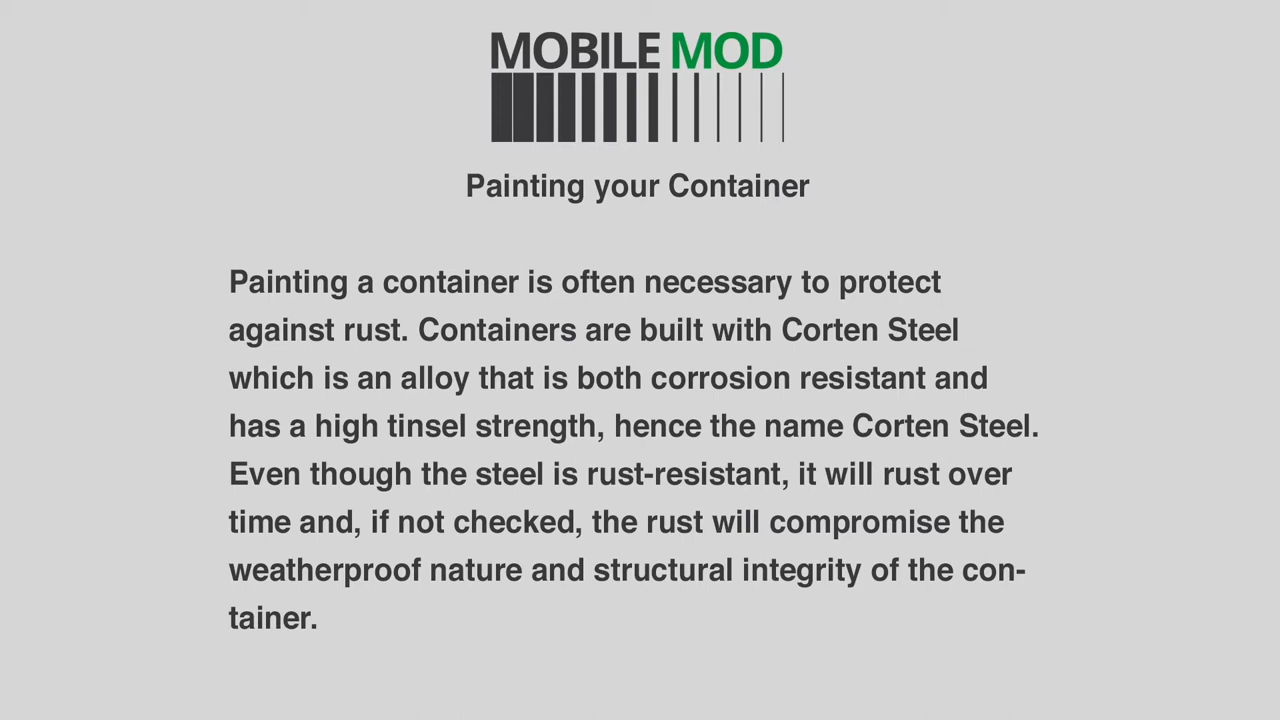 MOBILE MOD
Painting your Container
Painting a container is often necessary to protect
against rust. Containers are built with Corten Steel
which is an alloy that is both corrosion resistant and
has a high tinsel strength, hence the name Corten Steel.
Even though the steel is rust-resistant, it will rust over
time and, if not checked, the rust will compromise the
weatherproof nature and structural integrity of the con-
tainer.